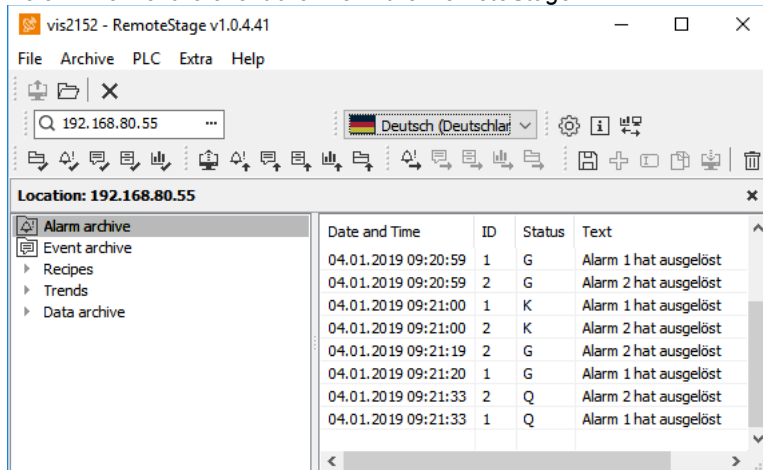 vis2152 - RemoteStage v1.0.4.41
File Archive PLC Extra Help
192.168.80.55 ...
Deutsch (Deutschlar
Location: 192.168.80.55
Alarm archive
Event archive
Recipes
Trends
Data archive
Date and Time ID Status Text
04.01.2019 09:20:59 1 G Alarm 1 hat ausgelöst
04.01.2019 09:20:59 2 G Alarm 2 hat ausgelöst
04.01.2019 09:21:00 1 K Alarm 1 hat ausgelöst
04.01.2019 09:21:00 2 K Alarm 2 hat ausgelöst
04.01.2019 09:21:19 2 G Alarm 2 hat ausgelöst
04.01.2019 09:21:20 1 G Alarm 1 hat ausgelöst
04.01.2019 09:21:33 2 Q Alarm 2 hat ausgelöst
04.01.2019 09:21:33 1 Q Alarm 1 hat ausgelöst